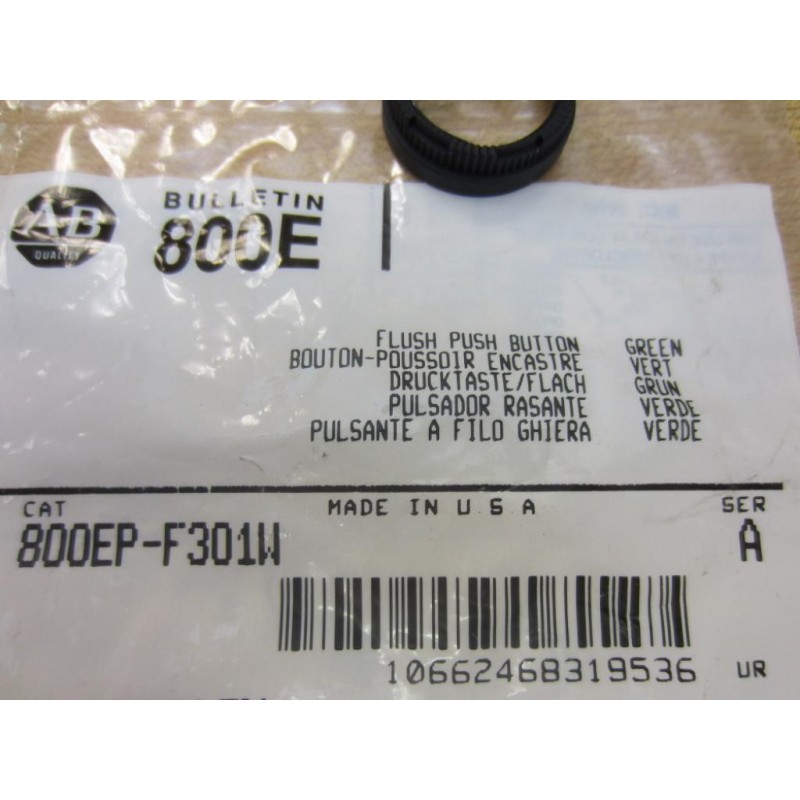 A-B
QUALITY
BULLETIN
800E
FLUSH PUSH BUTTON GREEN
BOUTON-POUSSOIR ENCASTRE VERT
DRUCKTASTE/FLACH GRUN
PULSADOR RASANTE VERDE
PULSANTE A FILO GHIERA VERDE
CAT MADE IN U.S.A SER
800EP-F301W A
10662468319536 UR